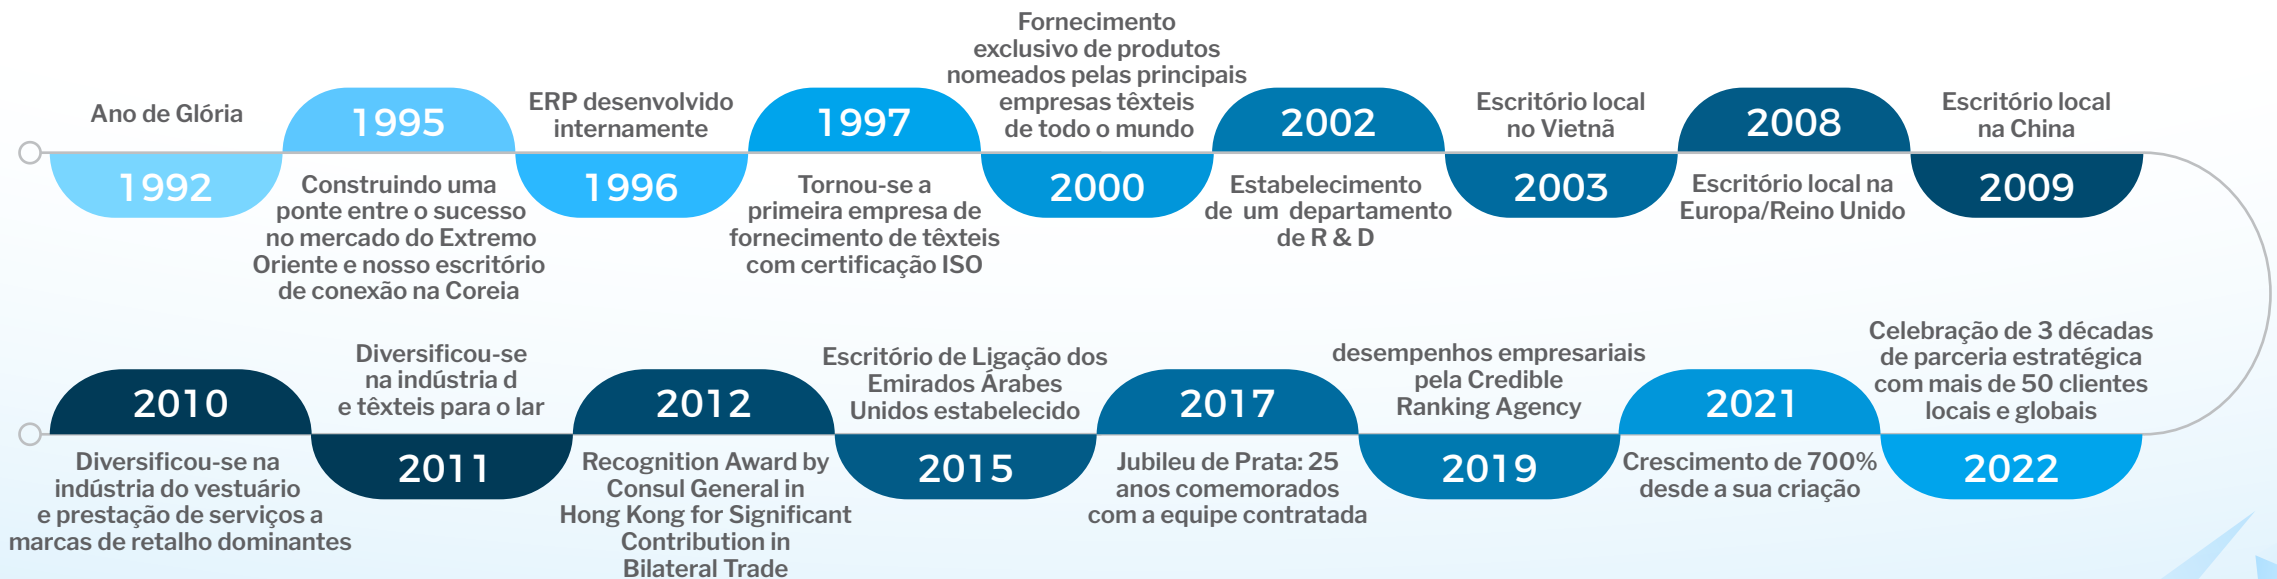 Ano de Glória
1992
1995
Construindo uma
ponte entre o sucesso
no mercado do Extremo
Oriente e nosso escritório
de conexão na Coreia
ERP desenvolvido
internamente
1996
1997
Tornou-se a
primeira empresa de
fornecimento de têxteis
com certificação ISO
Fornecimento
exclusivo de produtos
nomeados pelas principais
empresas têxteis
de todo o mundo
2000
2002
Estabelecimento
de um departamento
de R & D
Escritório local
no Vietnã
2003
2008
Escritório local na
Europa/Reino Unido
Escritório local
na China
2009
2010
Diversificou-se na
indústria do vestuário
e prestação de serviços a
marcas de retalho dominantes
Diversificou-se
na indústria d
e têxteis para o lar
2011
2012
Recognition Award by
Consul General in
Hong Kong for Significant
Contribution in
Bilateral Trade
Escritório de Ligação dos
Emirados Árabes
Unidos estabelecido
2015
2017
Jubileu de Prata: 25
anos comemorados
com a equipe contratada
desempenhos empresariais
pela Credible
Ranking Agency
2019
2021
Crescimento de 700%
desde a sua criação
Celebração de 3 décadas
de parceria estratégica
com mais de 50 clientes
locais e globais
2022